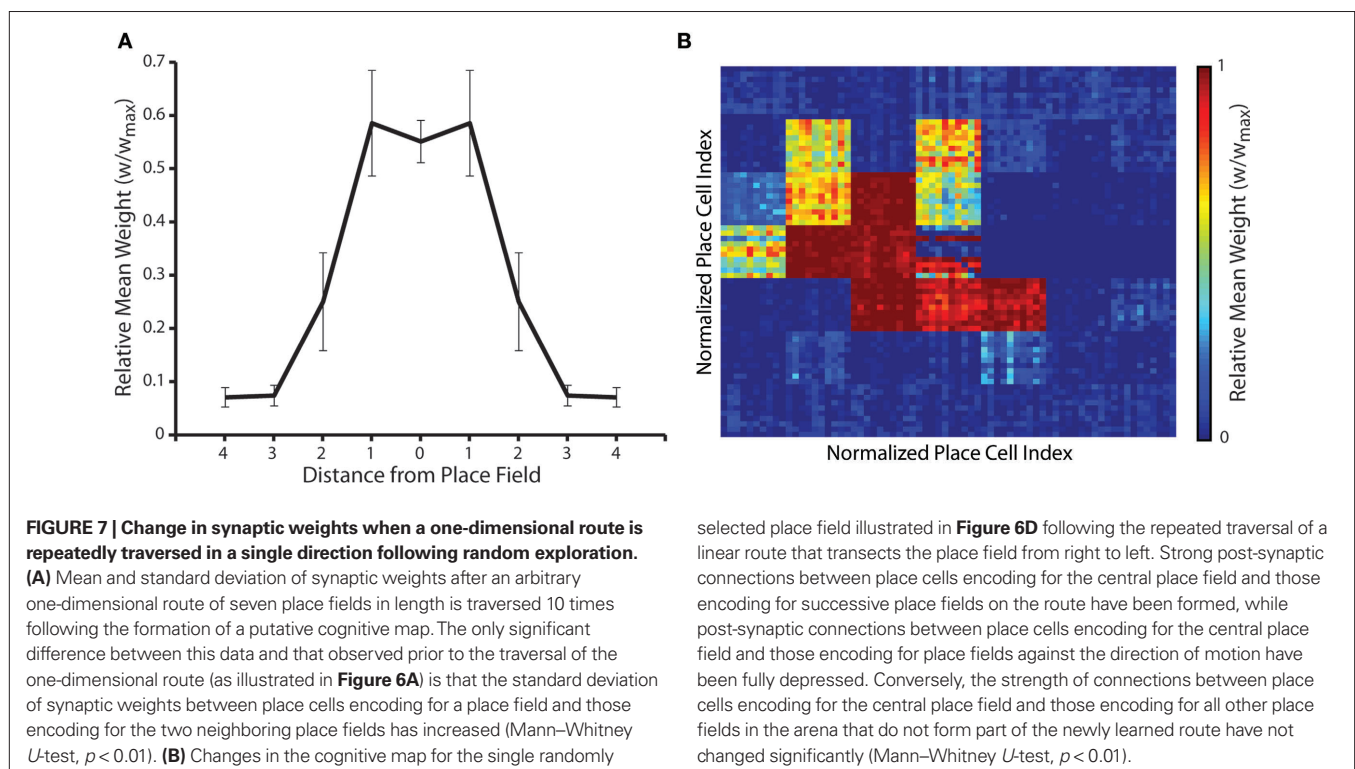 A
0.7
0.6
0.5
0.4
0.3
0.2
0.1
0
Relative Mean Weight (w/wmax)
4 3 2 1 0 1 2 3 4
Distance from Place Field
B
Normalized Place Cell Index
Normalized Place Cell Index
1
0
Relative Mean Weight (w/wmax)
FIGURE 7 | Change in synaptic weights when a one-dimensional route is
repeatedly traversed in a single direction following random exploration.
(A) Mean and standard deviation of synaptic weights after an arbitrary
one-dimensional route of seven place fields in length is traversed 10 times
following the formation of a putative cognitive map. The only significant
difference between this data and that observed prior to the traversal of the
one-dimensional route (as illustrated in Figure 6A) is that the standard deviation
of synaptic weights between place cells encoding for a place field and those
encoding for the two neighboring place fields has increased (Mann–Whitney
U-test, p < 0.01). (B) Changes in the cognitive map for the single randomly
selected place field illustrated in Figure 6D following the repeated traversal of a
linear route that transects the place field from right to left. Strong post-synaptic
connections between place cells encoding for the central place field and those
encoding for successive place fields on the route have been formed, while
post-synaptic connections between place cells encoding for the central place
field and those encoding for place fields against the direction of motion have
been fully depressed. Conversely, the strength of connections between place
cells encoding for the central place field and those encoding for all other place
fields in the arena that do not form part of the newly learned route have not
changed significantly (Mann–Whitney U-test, p < 0.01).